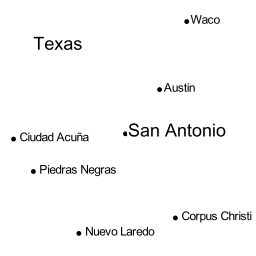 Waco
Texas
Austin
San Antonio
Ciudad Acuña
Piedras Negras
Corpus Christi
Nuevo Laredo